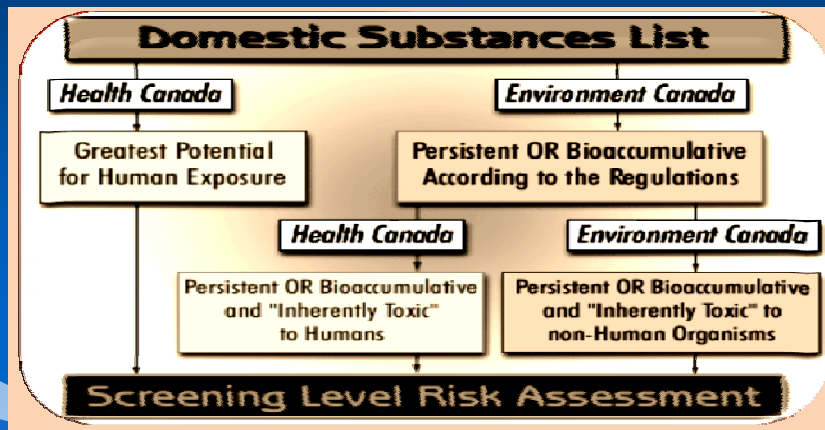 Domestic Substances List
Health Canada
Environment Canada
Greatest Potential
for Human Exposure
Persistent OR Bioaccumulative
According to the Regulations
Health Canada
Environment Canada
Persistent OR Bioaccumulative
and "Inherently Toxic"
to Humans
Persistent OR Bioaccumulative
and "Inherently Toxic" to
non-Human Organisms
Screening Level Risk Assessment